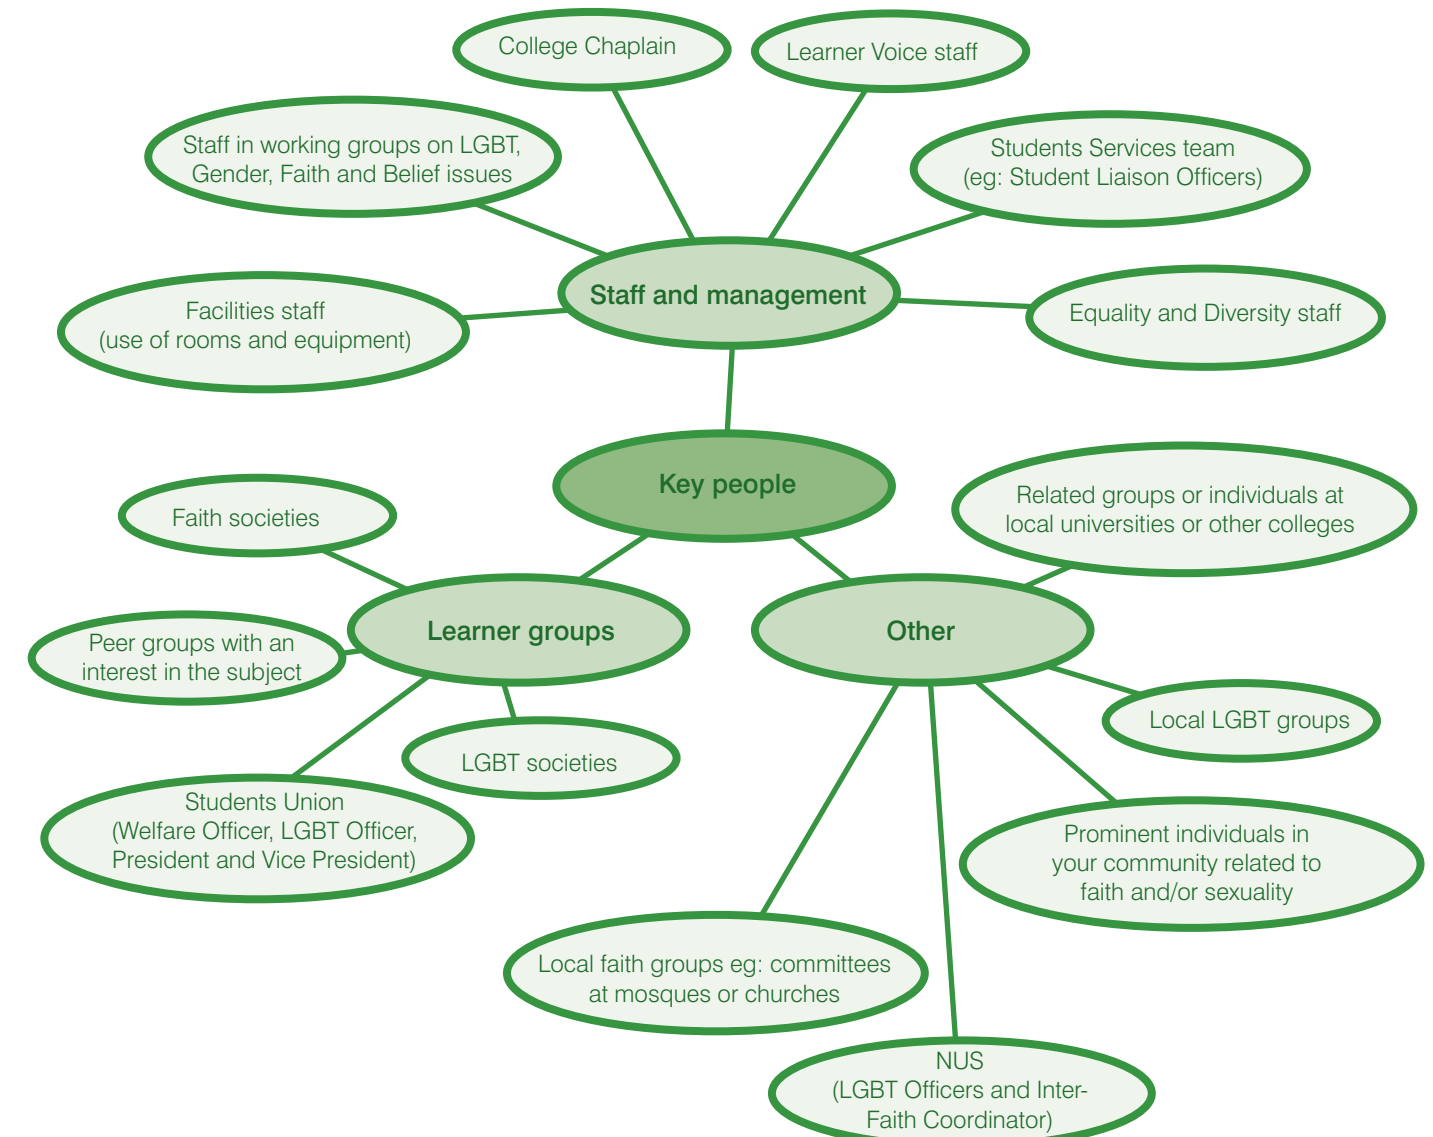 College Chaplain
Learner Voice staff
Staff in working groups on LGBT,
Gender, Faith and Belief issues
Students Services team
(eg: Student Liaison Officers)
Staff and management
Facilities staff
(use of rooms and equipment)
Equality and Diversity staff
Key people
Faith societies
Related groups or individuals at
local universities or other colleges
Learner groups
Other
Peer groups with an
interest in the subject
Local LGBT groups
LGBT societies
Students Union
(Welfare Officer, LGBT Officer,
President and Vice President)
Prominent individuals in
your community related to
faith and/or sexuality
Local faith groups eg: committees
at mosques or churches
NUS
(LGBT Officers and Inter-
Faith Coordinator)